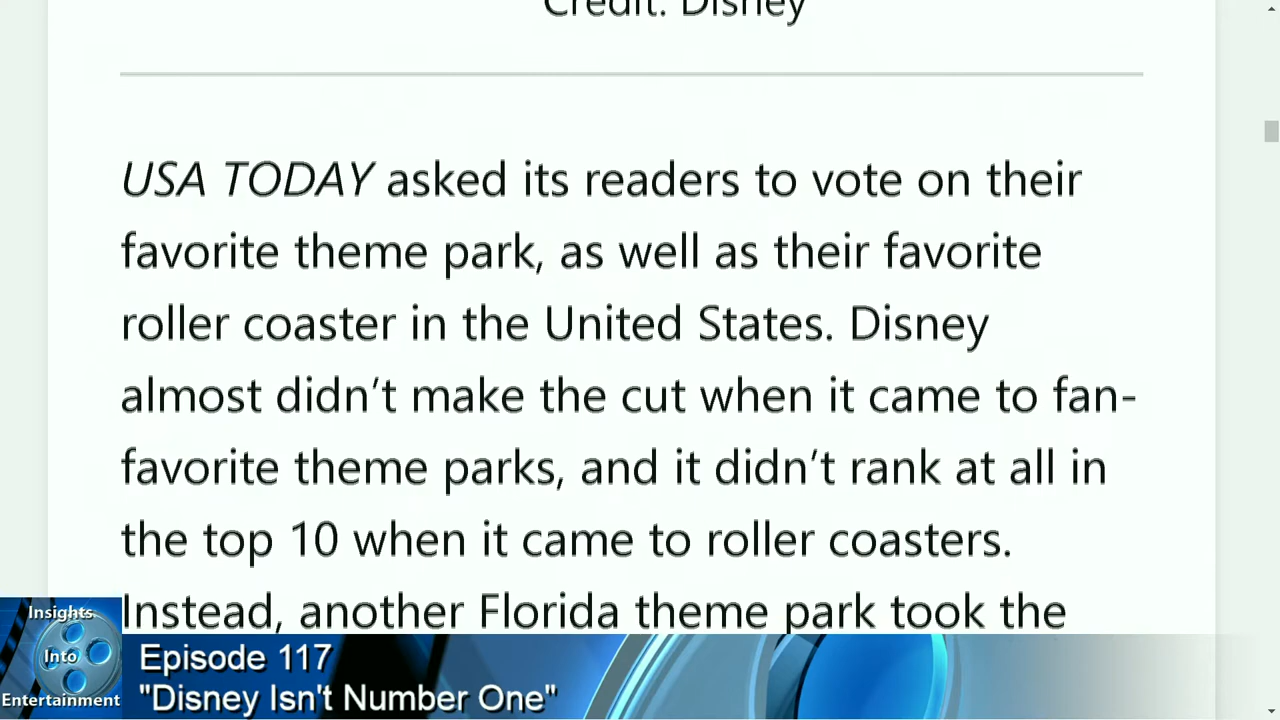 Credit: Disney
USA TODAY asked its readers to vote on their
favorite theme park, as well as their favorite
roller coaster in the United States. Disney
almost didn’t make the cut when it came to fan-
favorite theme parks, and it didn’t rank at all in
the top 10 when it came to roller coasters.
Instead, another Florida theme park took the
Insights
Into
Entertainment
Episode 117
"Disney Isn't Number One"